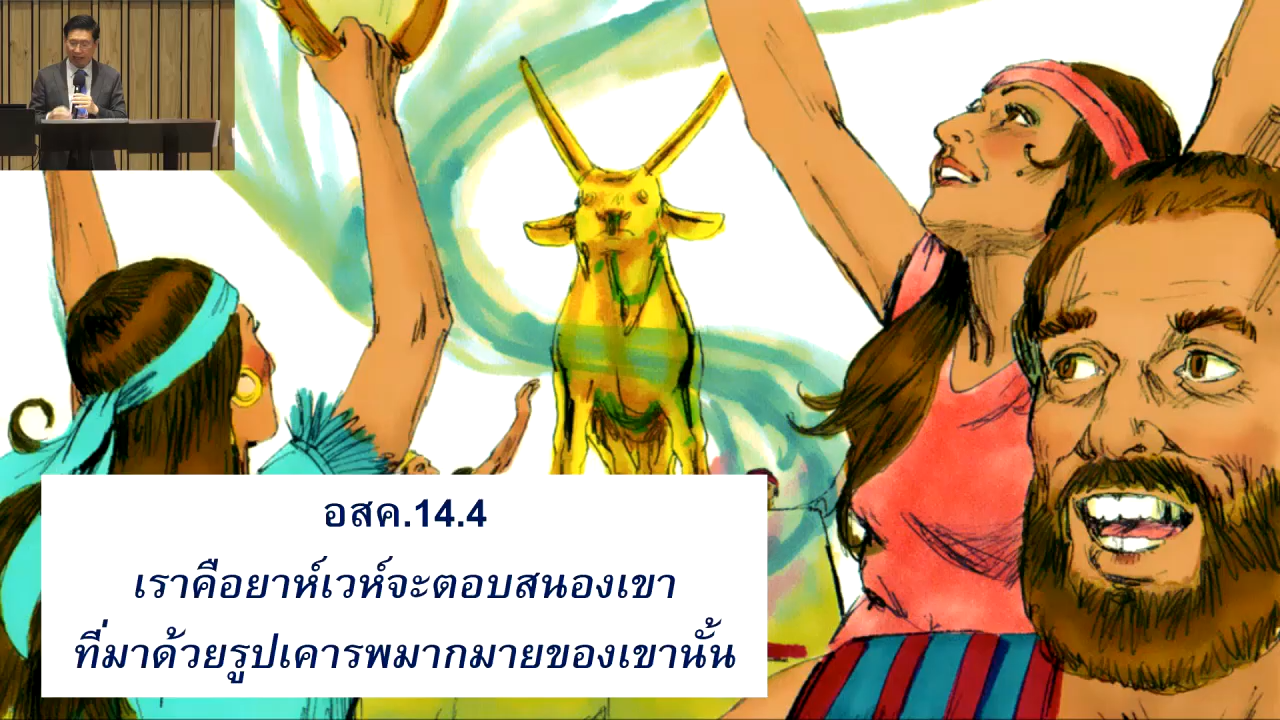 อสค.14.4
เราคือยาห์เวห์จะตอบสนองเขา
ที่มาด้วยรูปเคารพมากมายของเขานั้น